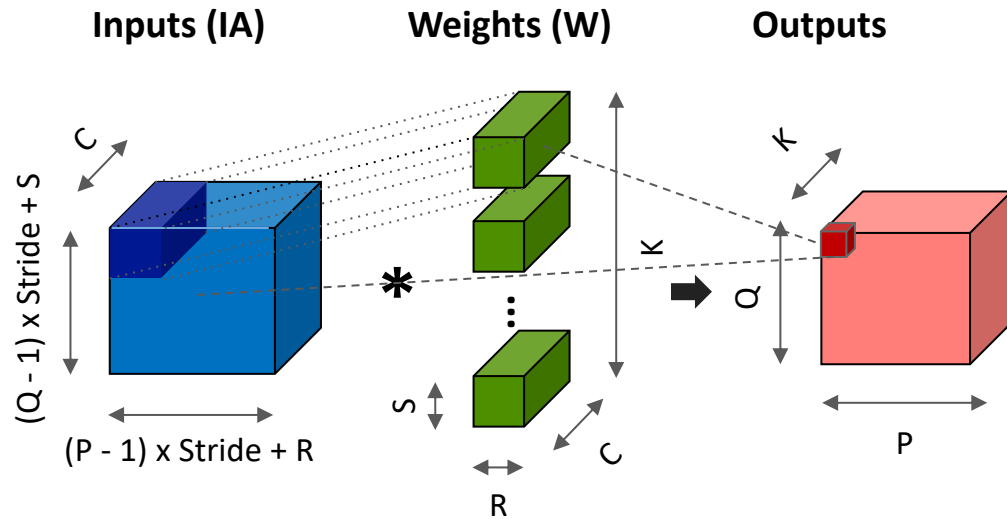 Inputs (IA)
Weights (W)
Outputs
C
(Q - 1) x Stride + S
(P - 1) x Stride + R
*
...
K
S
C
R
K
Q
P